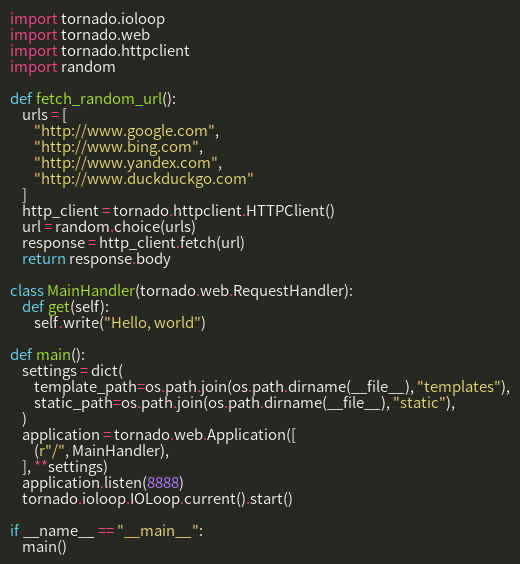 import tornado.ioloop
import tornado.web
import tornado.httpclient
import random

def fetch_random_url():
    urls = [
        "http://www.google.com",
        "http://www.bing.com",
        "http://www.yandex.com",
        "http://www.duckduckgo.com"
    ]
    http_client = tornado.httpclient.HTTPClient()
    url = random.choice(urls)
    response = http_client.fetch(url)
    return response.body

class MainHandler(tornado.web.RequestHandler):
    def get(self):
        self.write("Hello, world")

def main():
    settings = dict(
        template_path=os.path.join(os.path.dirname(__file__), "templates"),
        static_path=os.path.join(os.path.dirname(__file__), "static"),
    )
    application = tornado.web.Application([
        (r"/", MainHandler),
    ], **settings)
    application.listen(8888)
    tornado.ioloop.IOLoop.current().start()

if __name__ == "__main__":
    main()